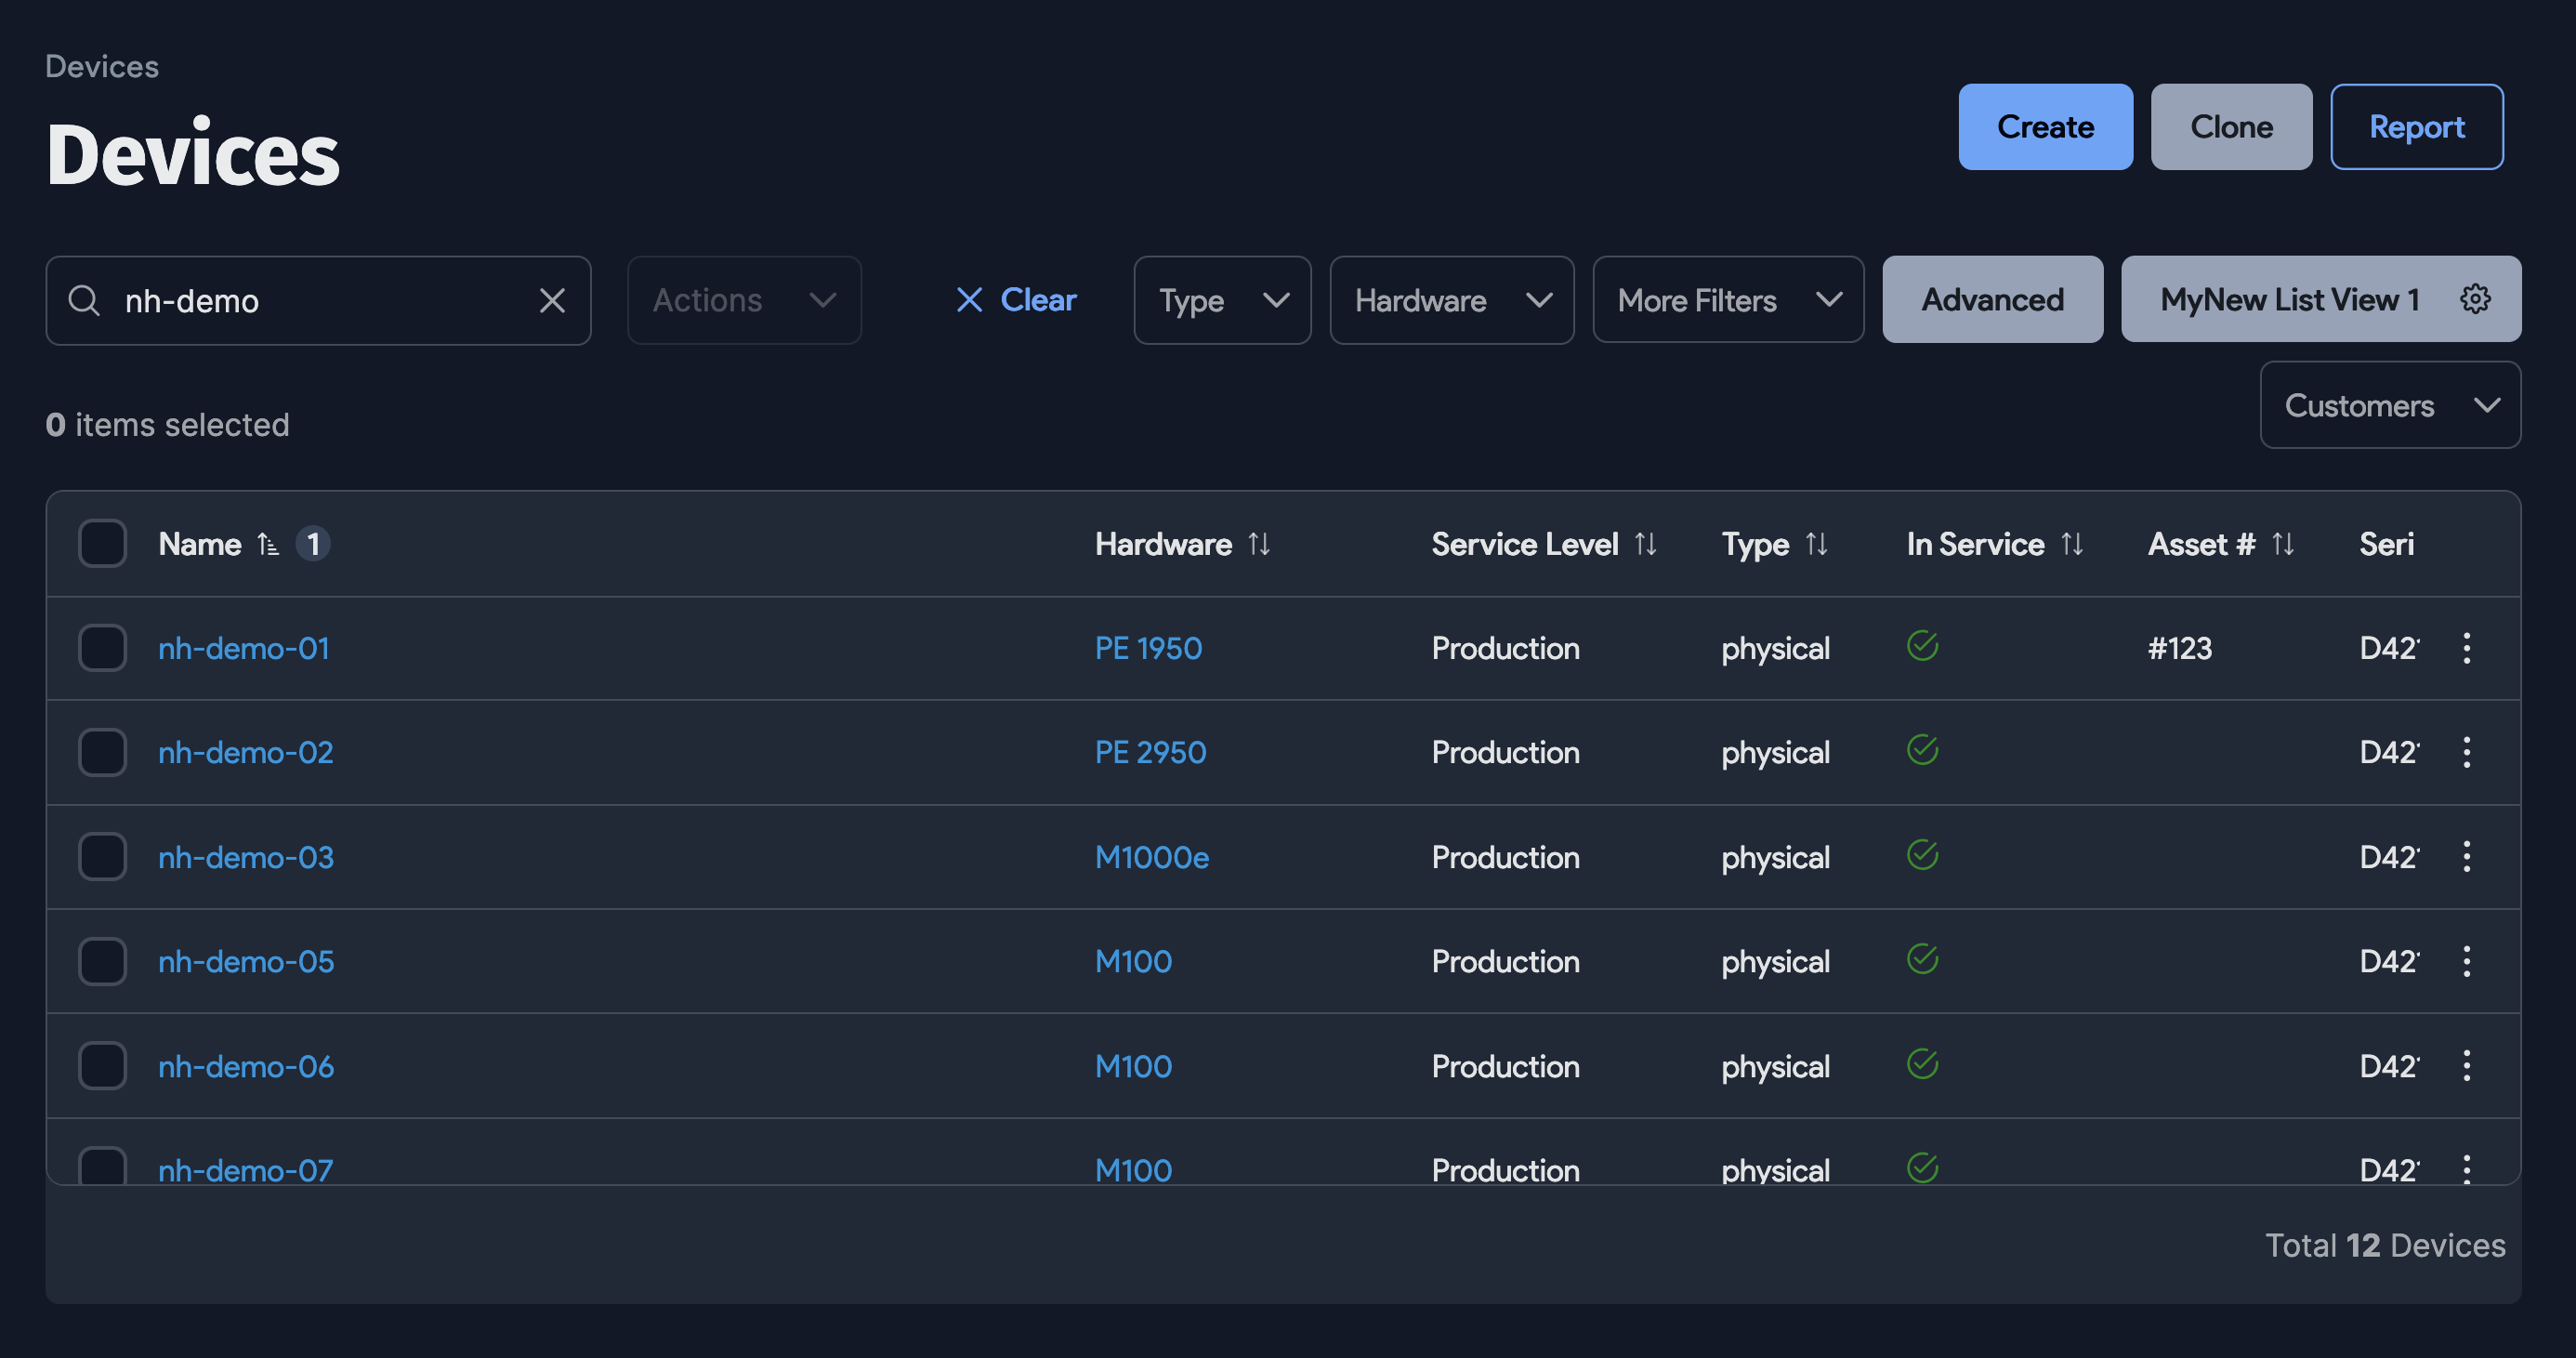 Devices
Devices
Create Clone Report
nh-demo Actions Clear Type Hardware More Filters Advanced MyNew List View 1
Customers
0 items selected
Name 1 Hardware Service Level Type In Service Asset # Seri
nh-demo-01 PE 1950 Production physical #123 D42
nh-demo-02 PE 2950 Production physical D42
nh-demo-03 M1000e Production physical D42
nh-demo-05 M100 Production physical D42
nh-demo-06 M100 Production physical D42
nh-demo-07 M100 Production physical D42
Total 12 Devices